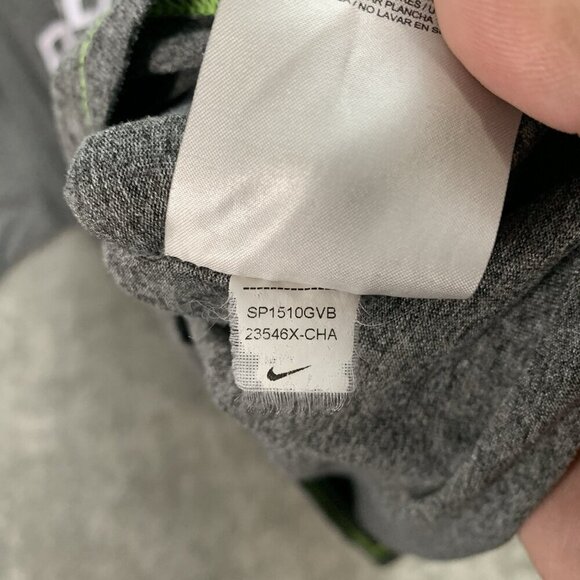 /NO LAVAR EN S
SP1510GVB
23546X-CHA